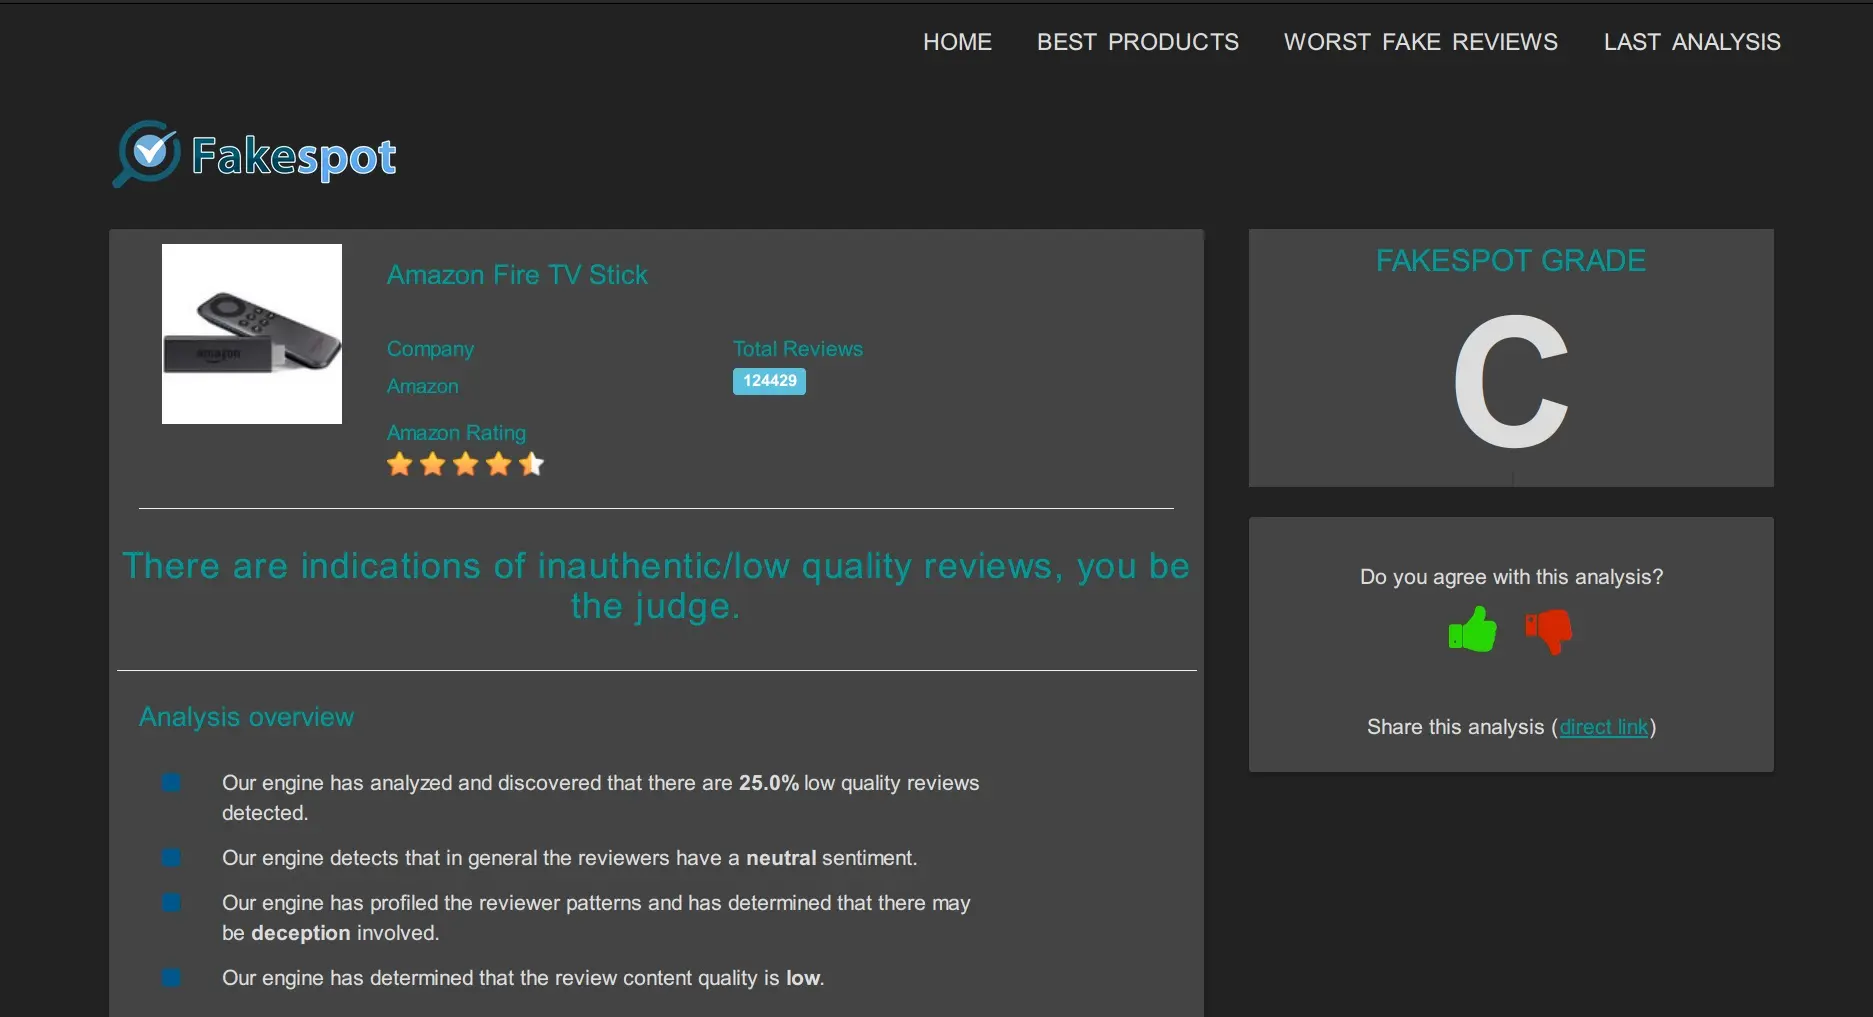 HOME BEST PRODUCTS WORST FAKE REVIEWS LAST ANALYSIS
Fakespot
Amazon Fire TV Stick
amazon
Company
Total Reviews
Amazon
124429
Amazon Rating
FAKESPOT GRADE
C
There are indications of inauthentic/low quality reviews, you be
the judge.
Do you agree with this analysis?
Share this analysis (direct link)
Analysis overview
Our engine has analyzed and discovered that there are 25.0% low quality reviews
detected.
Our engine detects that in general the reviewers have a neutral sentiment.
Our engine has profiled the reviewer patterns and has determined that there may
be deception involved.
Our engine has determined that the review content quality is low.